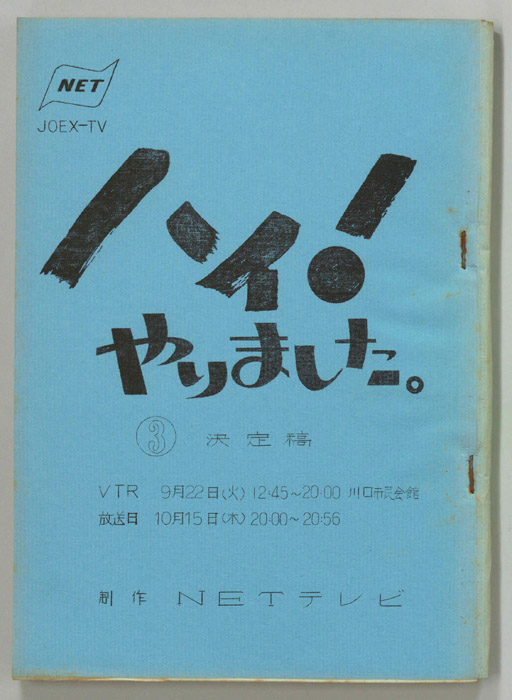 NET
JOEX-TV
ハイ!
やりました。
③ 決定稿
VTR 9月22日(火) 12:45~20:00 川口市民会館
放送日 10月15日(木) 20:00~20:56
制作 NETテレビ